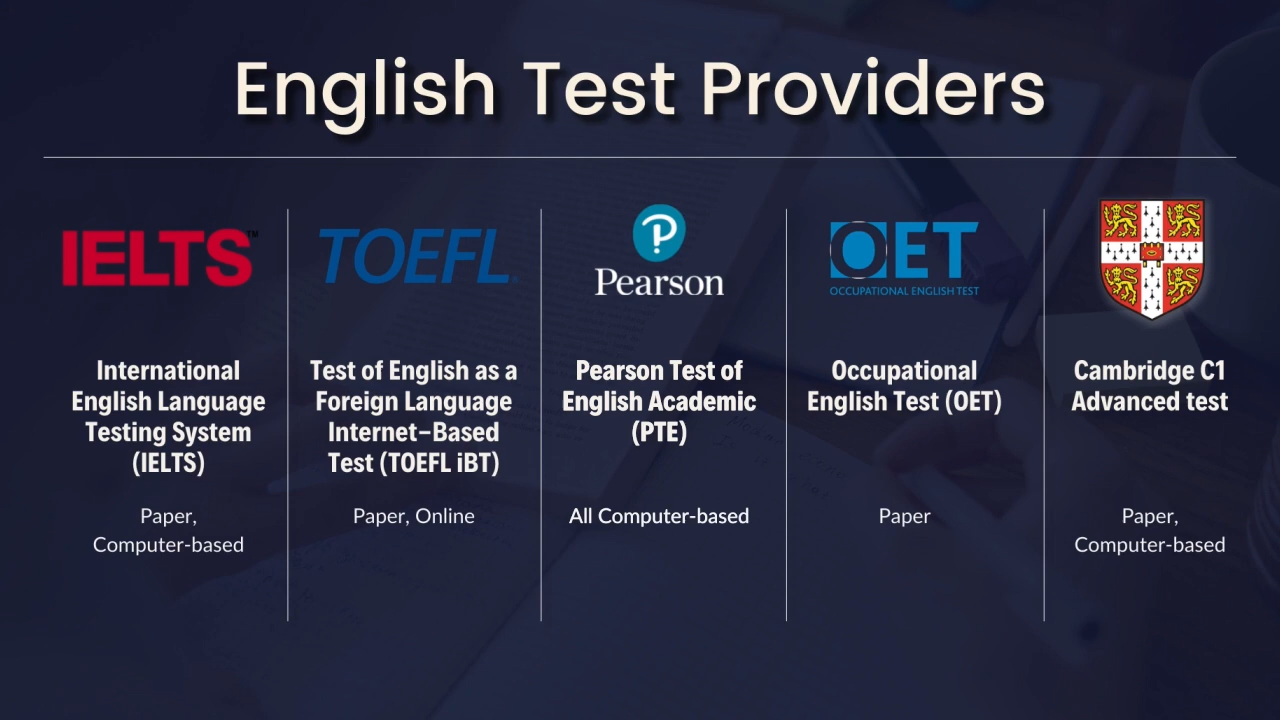 English Test Providers
IELTS™
International
English Language
Testing System
(IELTS)
Paper,
Computer-based
TOEFL
Test of English as a
Foreign Language
Internet-Based
Test (TOEFL iBT)
Paper, Online
P
Pearson
Pearson Test of
English Academic
(PTE)
All Computer-based
OET
OCCUPATIONAL ENGLISH TEST
Occupational
English Test (OET)
Paper
Cambridge C1
Advanced test
Paper,
Computer-based